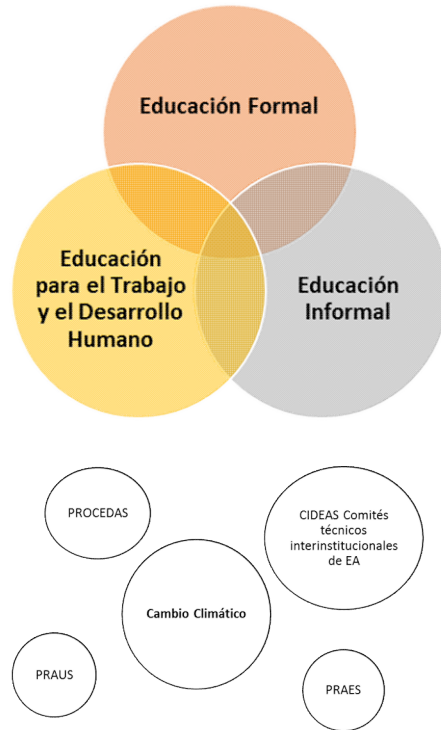 Educación Formal
Educación
para el Trabajo
y el Desarrollo
Humano
Educación
Informal
PROCEDAS
CIDEAS Comités
técnicos
interinstitucionales
de EA
Cambio Climático
PRAUS
PRAES